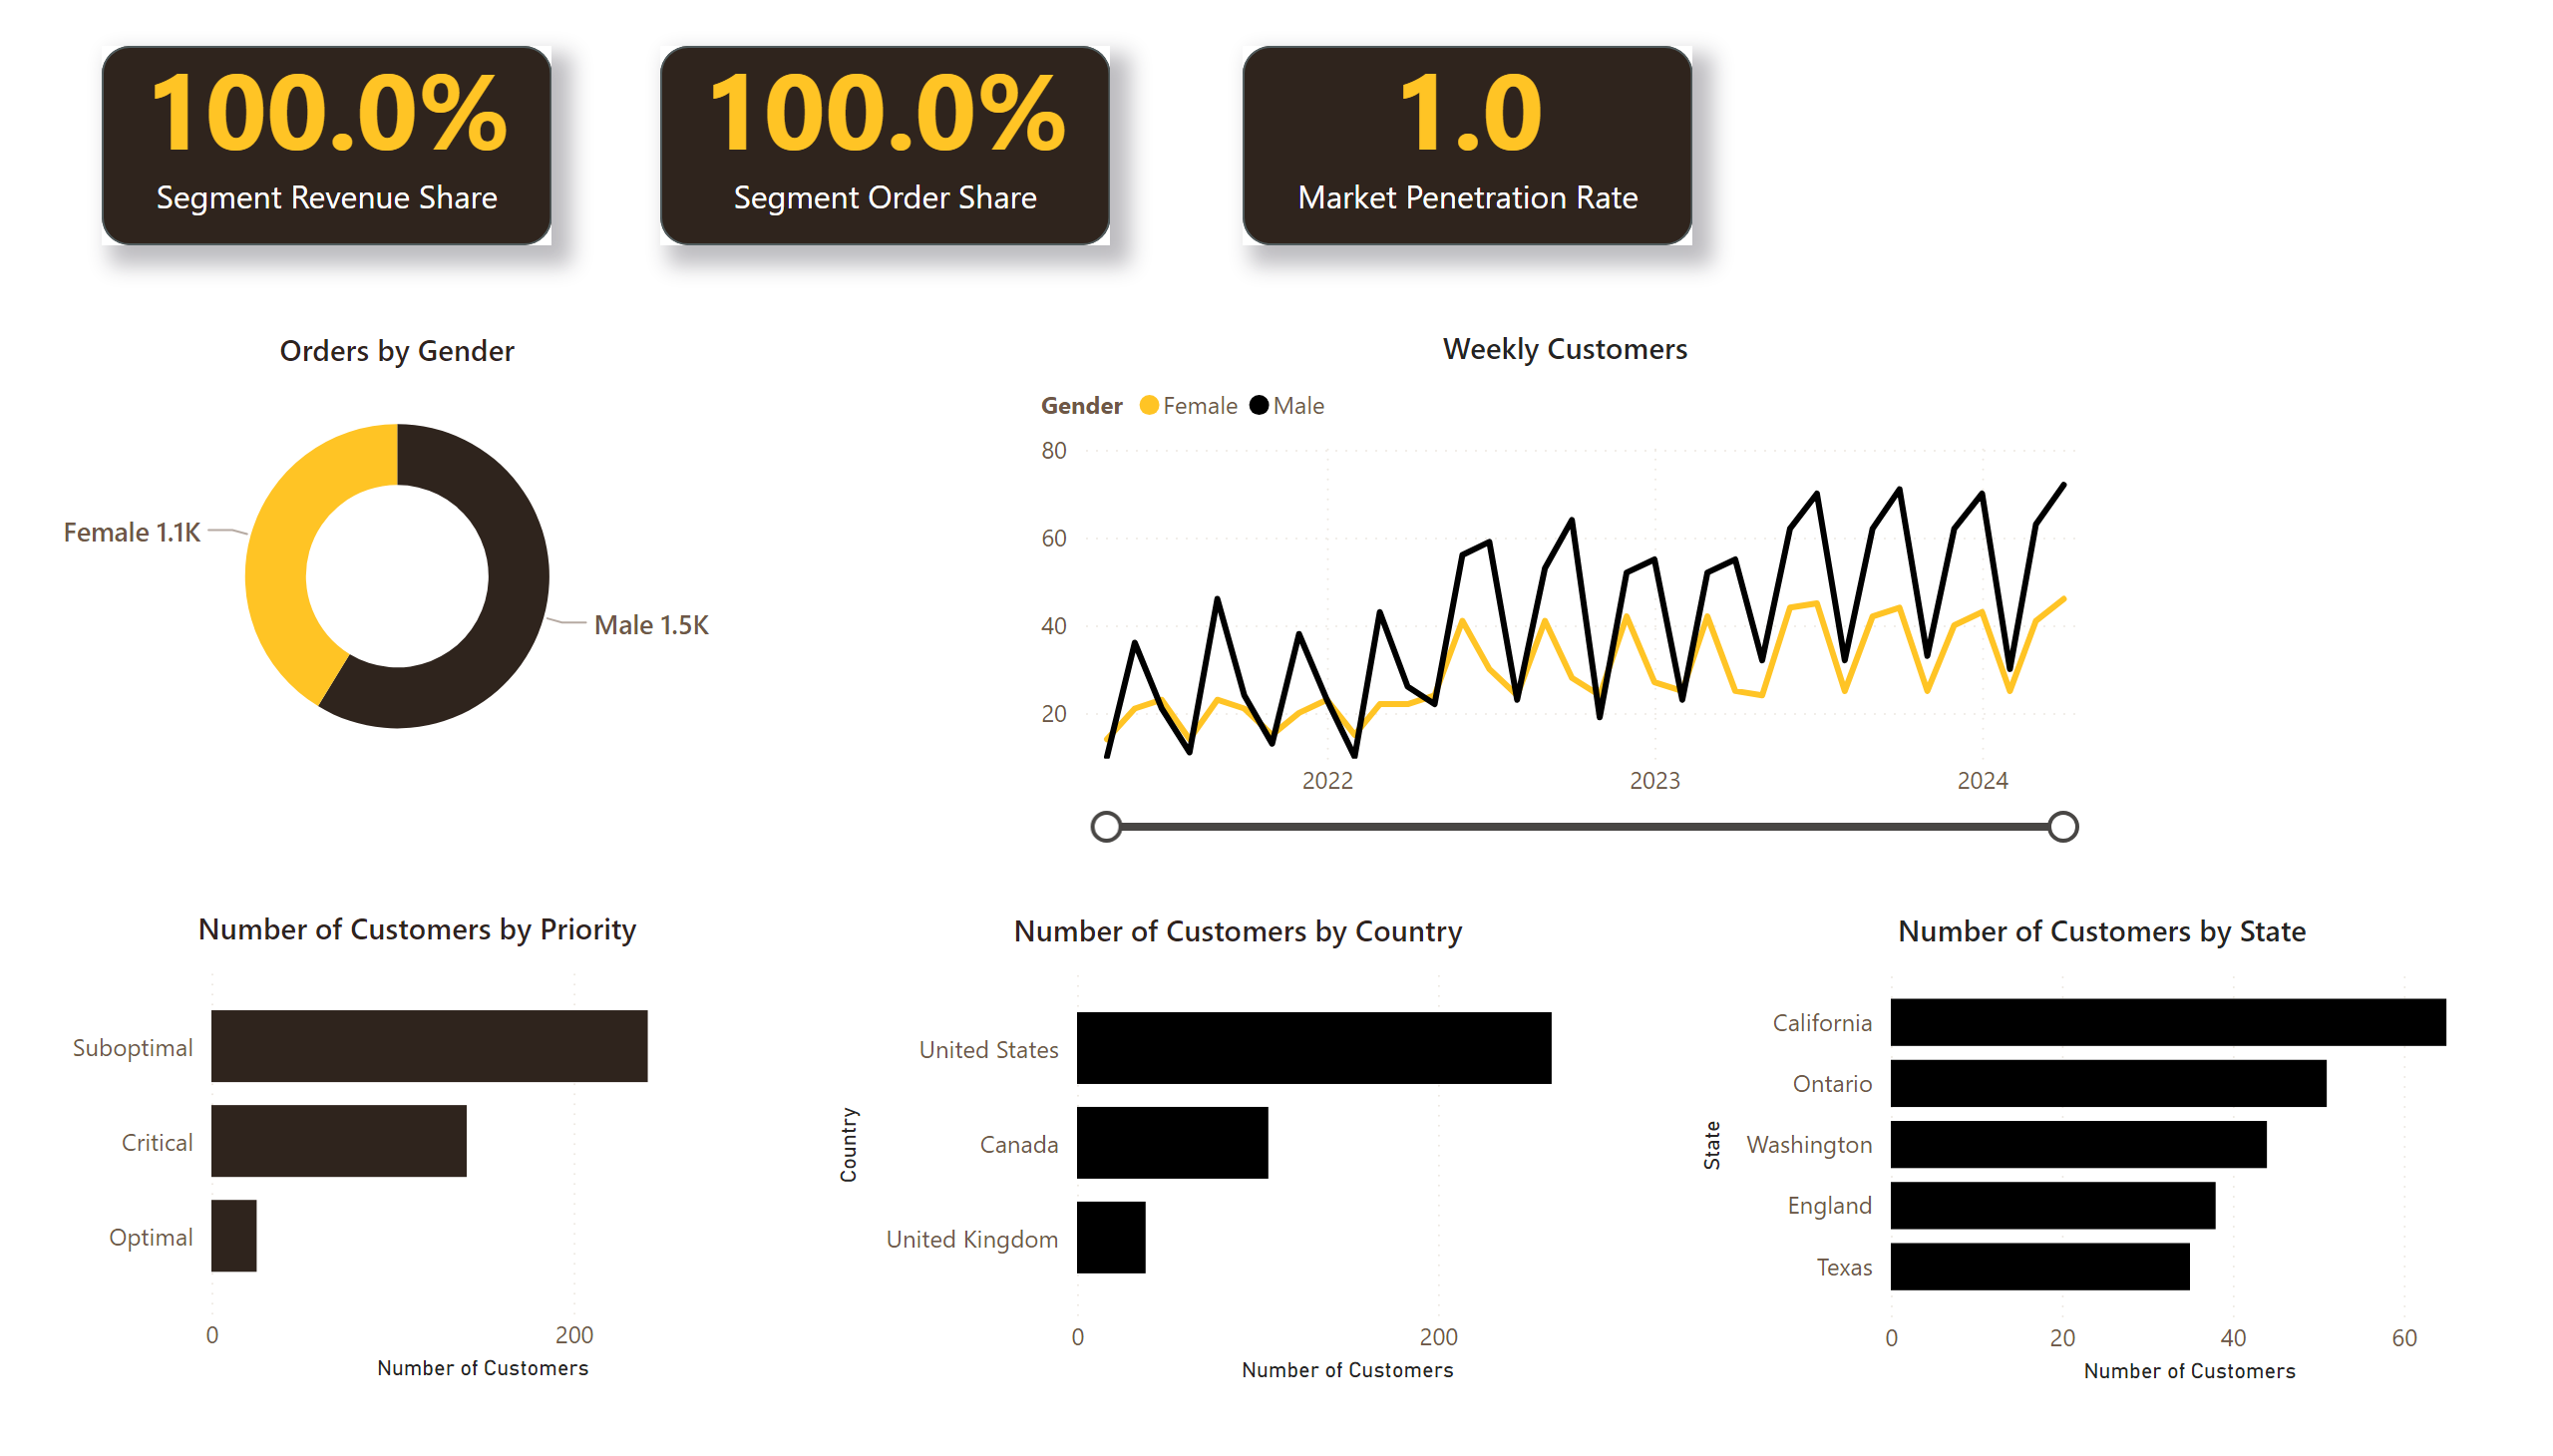 100.0%
Segment Revenue Share
100.0%
Segment Order Share
1.0
Market Penetration Rate
Orders by Gender
Female 1.1K
Male 1.5K
Weekly Customers
Gender Female Male
80
60
40
20
2022 2023 2024
Number of Customers by Priority
Suboptimal
Critical
Optimal
0 200
Number of Customers
Number of Customers by Country
Country
United States
Canada
United Kingdom
0 200
Number of Customers
Number of Customers by State
State
California
Ontario
Washington
England
Texas
0 20 40 60
Number of Customers